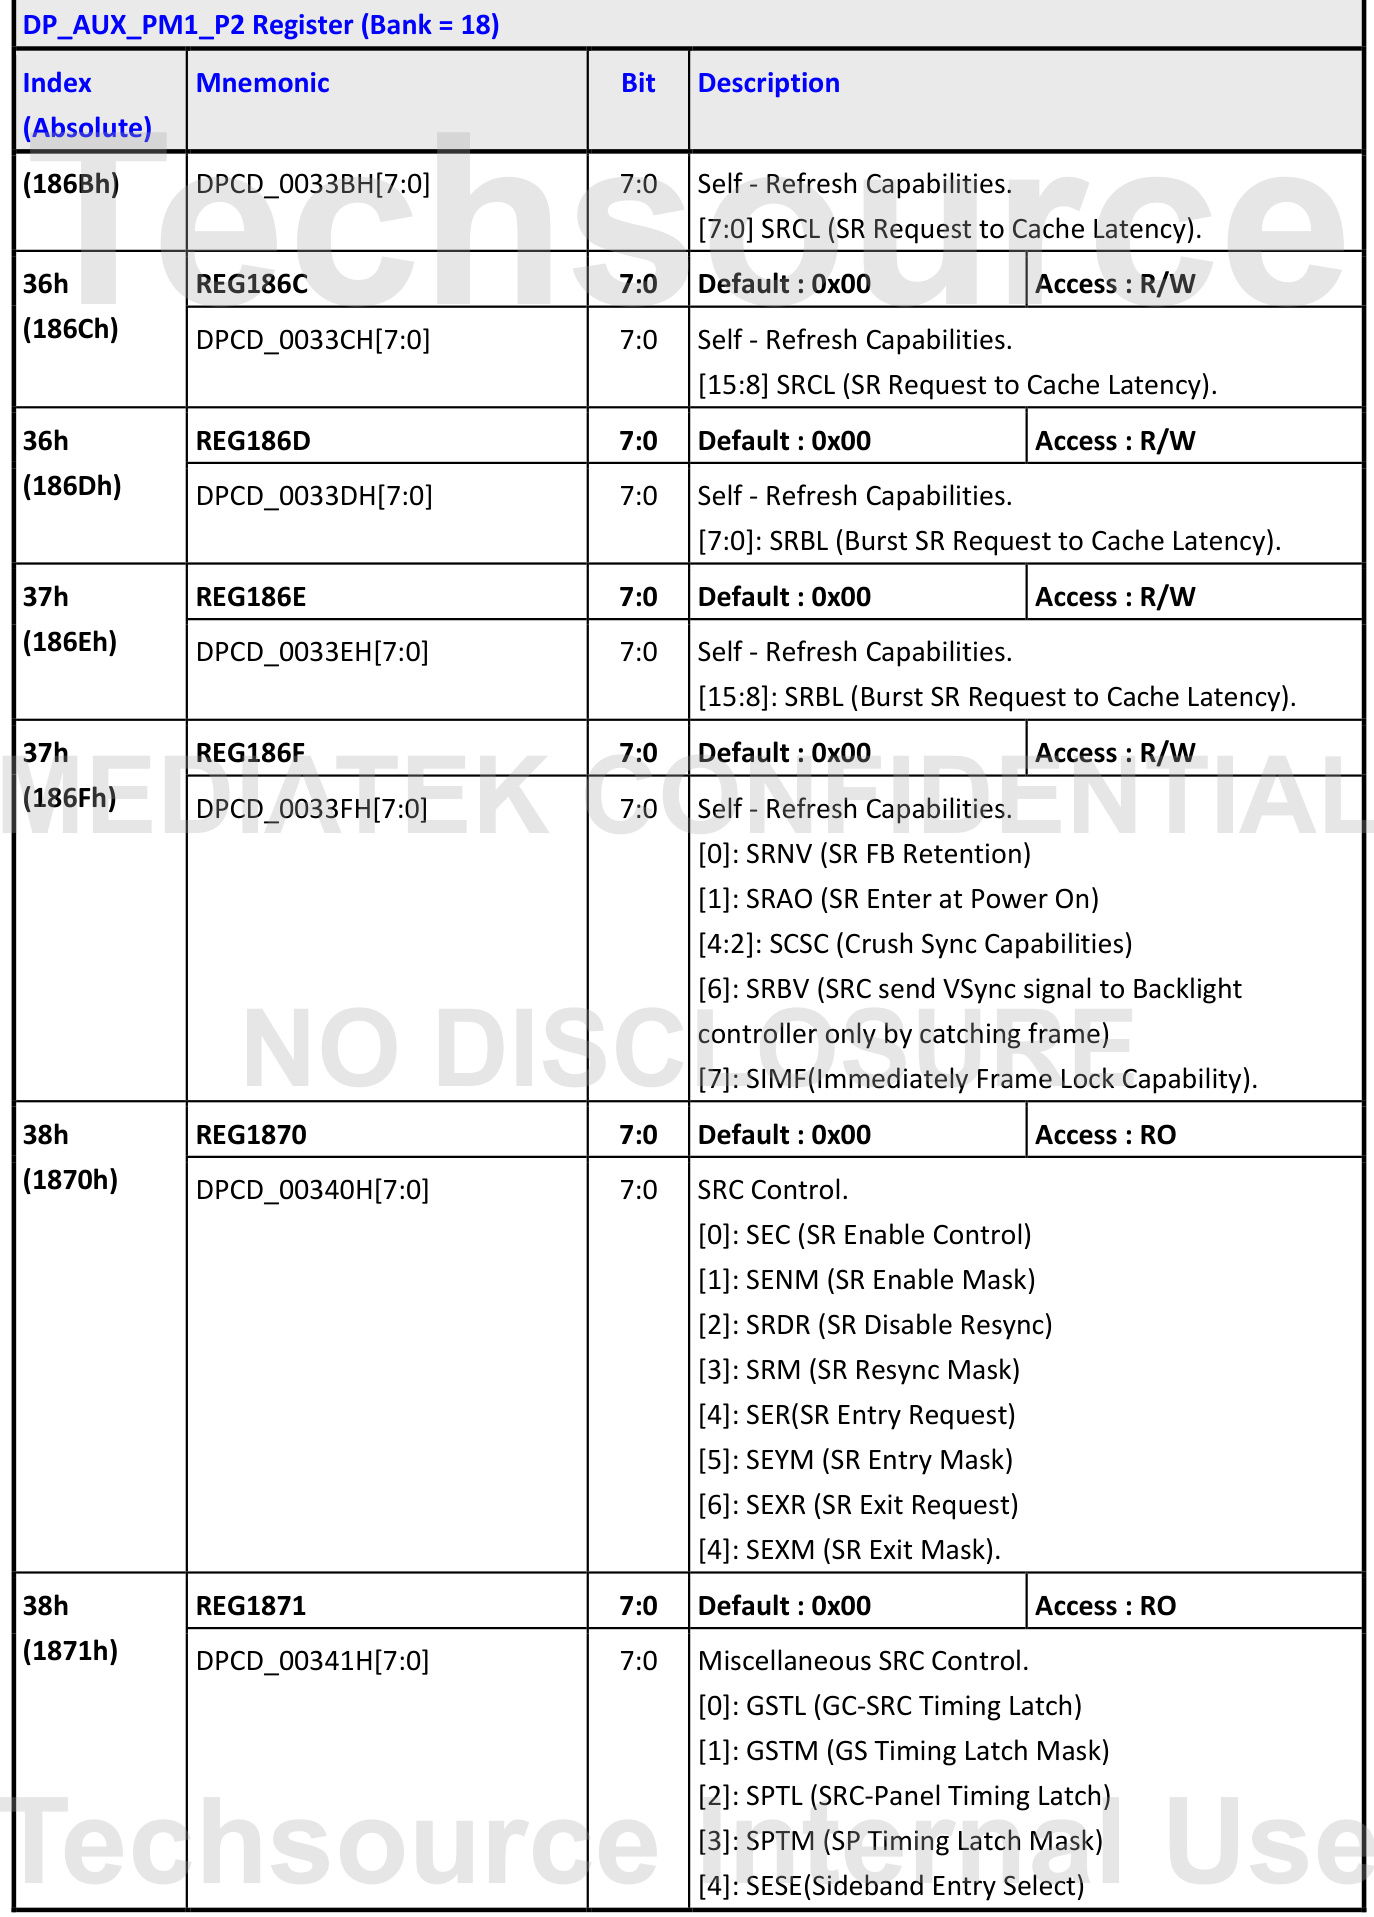 DP_AUX_PM1_P2 Register (Bank = 18)
Index
(Absolute)
Mnemonic
Bit
Description
(186Bh)
DPCD_0033BH[7:0]
7:0
Self - Refresh Capabilities.
[7:0] SRCL (SR Request to Cache Latency).
36h
(186Ch)
REG186C
7:0
Default : 0x00
Access : R/W
DPCD_0033CH[7:0]
7:0
Self - Refresh Capabilities.
[15:8] SRCL (SR Request to Cache Latency).
36h
(186Dh)
REG186D
7:0
Default : 0x00
Access : R/W
DPCD_0033DH[7:0]
7:0
Self - Refresh Capabilities.
[7:0]: SRBL (Burst SR Request to Cache Latency).
37h
(186Eh)
REG186E
7:0
Default : 0x00
Access : R/W
DPCD_0033EH[7:0]
7:0
Self - Refresh Capabilities.
[15:8]: SRBL (Burst SR Request to Cache Latency).
37h
(186Fh)
REG186F
7:0
Default : 0x00
Access : R/W
DPCD_0033FH[7:0]
7:0
Self - Refresh Capabilities.
[0]: SRNV (SR FB Retention)
[1]: SRAO (SR Enter at Power On)
[4:2]: SCSC (Crush Sync Capabilities)
[6]: SRBV (SRC send VSync signal to Backlight
controller only by catching frame)
[7]: SIMF(Immediately Frame Lock Capability).
38h
(1870h)
REG1870
7:0
Default : 0x00
Access : RO
DPCD_00340H[7:0]
7:0
SRC Control.
[0]: SEC (SR Enable Control)
[1]: SENM (SR Enable Mask)
[2]: SRDR (SR Disable Resync)
[3]: SRM (SR Resync Mask)
[4]: SER(SR Entry Request)
[5]: SEYM (SR Entry Mask)
[6]: SEXR (SR Exit Request)
[4]: SEXM (SR Exit Mask).
38h
(1871h)
REG1871
7:0
Default : 0x00
Access : RO
DPCD_00341H[7:0]
7:0
Miscellaneous SRC Control.
[0]: GSTL (GC-SRC Timing Latch)
[1]: GSTM (GS Timing Latch Mask)
[2]: SPTL (SRC-Panel Timing Latch)
[3]: SPTM (SP Timing Latch Mask)
[4]: SESE(Sideband Entry Select)
Techsource
MEDIATEK CONFIDENTIAL
NO DISCLOSURE
Techsource Internal Use